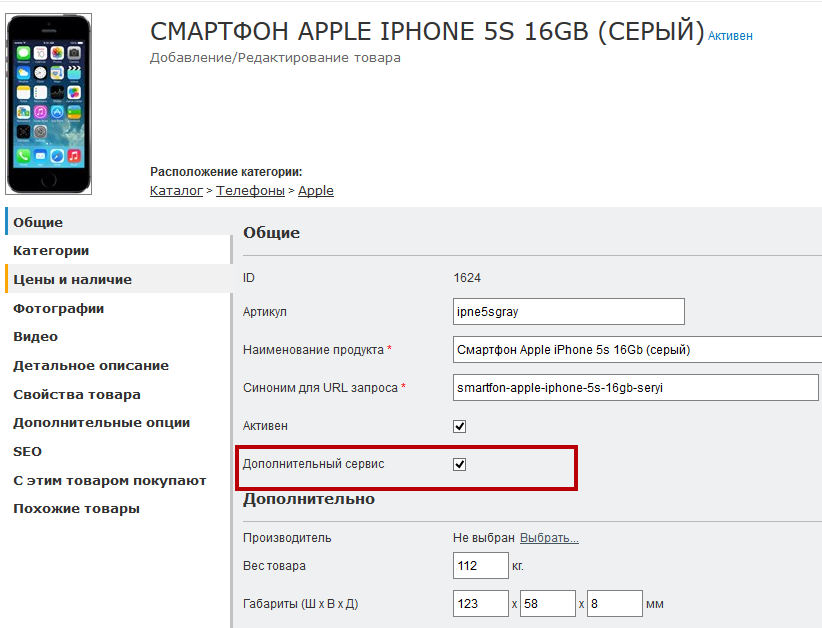 СМАРТФОН APPLE IPHONE 5S 16GB (СЕРЫЙ) Активен
Добавление/Редактирование товара
Расположение категории:
Каталог > Телефоны > Apple
Общие
Категории
Цены и наличие
Фотографии
Видео
Детальное описание
Свойства товара
Дополнительные опции
SEO
С этим товаром покупают
Похожие товары
Общие
ID 1624
Артикул ipne5sgray
Наименование продукта * Смартфон Apple iPhone 5s 16Gb (серый)
Синоним для URL запроса * smartfon-apple-iphone-5s-16gb-seryi
Активен
Дополнительный сервис
Дополнительно
Производитель Не выбран Выбрать...
Вес товара 112 кг.
Габариты (Ш x В x Д) 123 x 58 x 8 мм